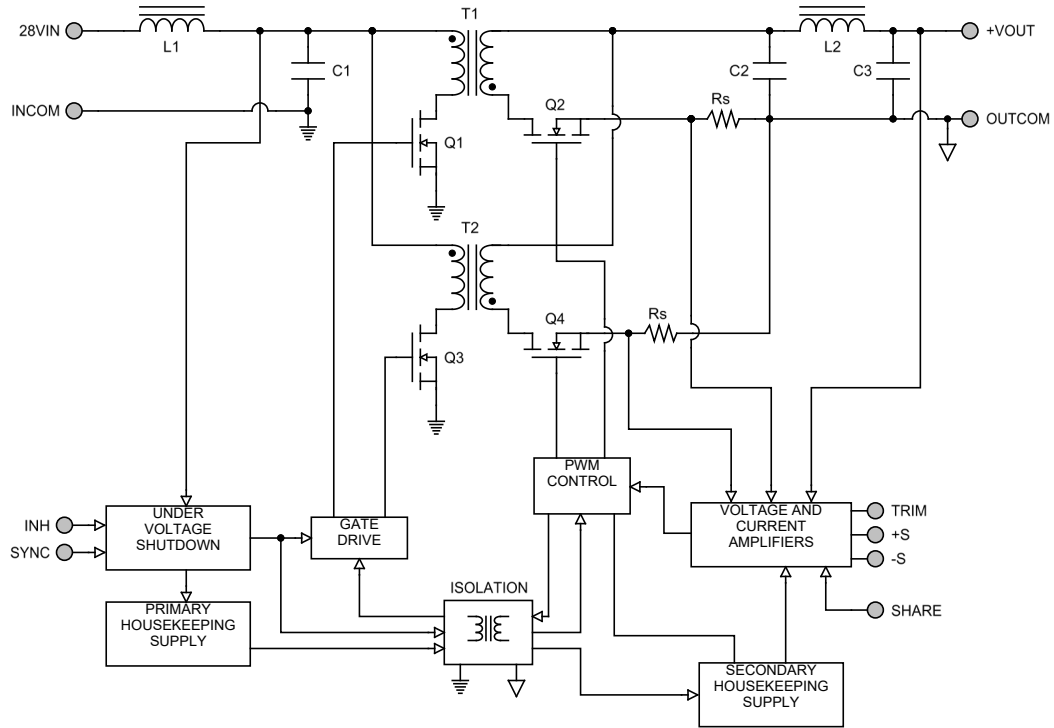 T1
28VIN
L1
C1
L2
+VOUT
C2
C3
INCOM
Q2
Rs
OUTCOM
Q1
T2
Q4
Rs
Q3
PWM
CONTROL
INH
SYNC
UNDER
VOLTAGE
SHUTDOWN
GATE
DRIVE
VOLTAGE AND
CURRENT
AMPLIFIERS
TRIM
+S
-S
ISOLATION
SHARE
PRIMARY
HOUSEKEEPING
SUPPLY
SECONDARY
HOUSEKEEPING
SUPPLY